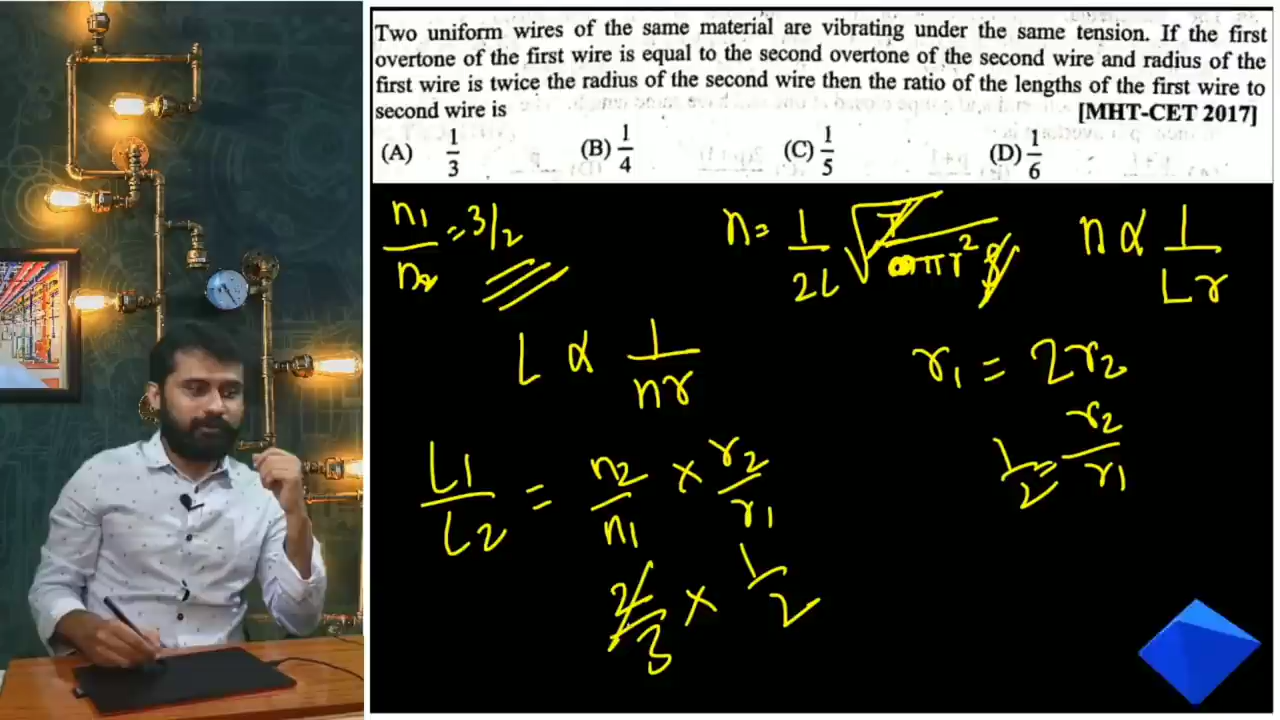 Two uniform wires of the same material are vibrating under the same tension. If the first
overtone of the first wire is equal to the second overtone of the second wire and radius of the
first wire is twice the radius of the second wire then the ratio of the lengths of the first wire to
second wire is [MHT-CET 2017]
(A) 1/3 (B) 1/4 (C) 1/5 (D) 1/6
n1/n2 = 3/2
n = 1/2L √T/πr²ρ
n ∝ 1/Lr
L ∝ 1/nr
r1 = 2r2
1/2 = r2/r1
L1/L2 = n2/n1 × r2/r1
2/3 × 1/2